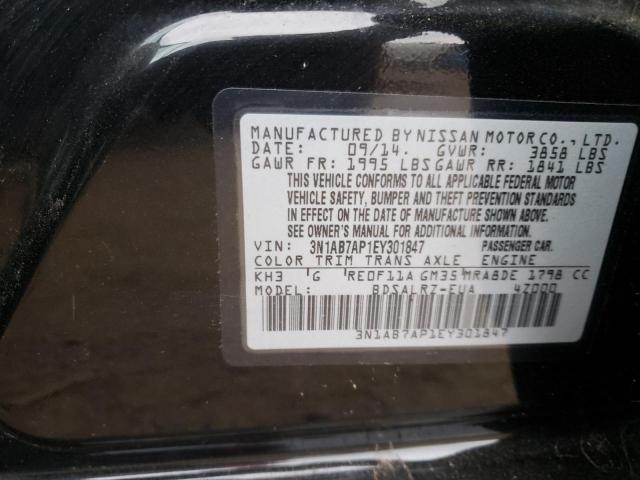 MANUFACTURED BY NISSAN MOTOR CO., LTD.
DATE: 09/14. GVWR: 3858 LBS
GAWR FR: 1995 LBS GAWR RR: 1841 LBS
THIS VEHICLE CONFORMS TO ALL APPLICABLE FEDERAL MOTOR
VEHICLE SAFETY, BUMPER AND THEFT PREVENTION STANDARDS
IN EFFECT ON THE DATE OF MANUFACTURE SHOWN ABOVE.
SEE OWNER'S MANUAL FOR ADDITIONAL INFORMATION
VIN: 3N1AB7AP1EY301847 PASSENGER CAR.
COLOR TRIM TRANS AXLE ENGINE
KH3 G RE0F11A GM35 MRA8DE 1798 CC
MODEL: BDSALRZ-EUA 4Z000
3N1AB7AP1EY301847